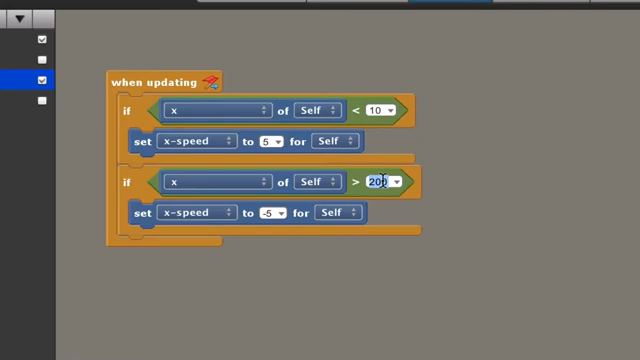 when updating
if x of Self < 10
set x-speed to 5 for Self
if x of Self > 200
set x-speed to -5 for Self